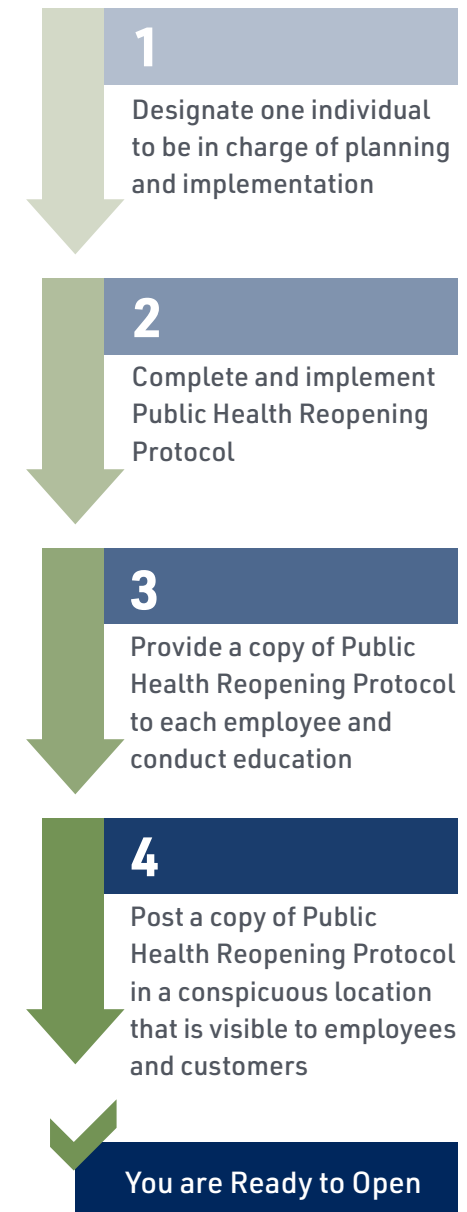 1
Designate one individual
to be in charge of planning
and implementation
2
Complete and implement
Public Health Reopening
Protocol
3
Provide a copy of Public
Health Reopening Protocol
to each employee and
conduct education
4
Post a copy of Public
Health Reopening Protocol
in a conspicuous location
that is visible to employees
and customers
You are Ready to Open